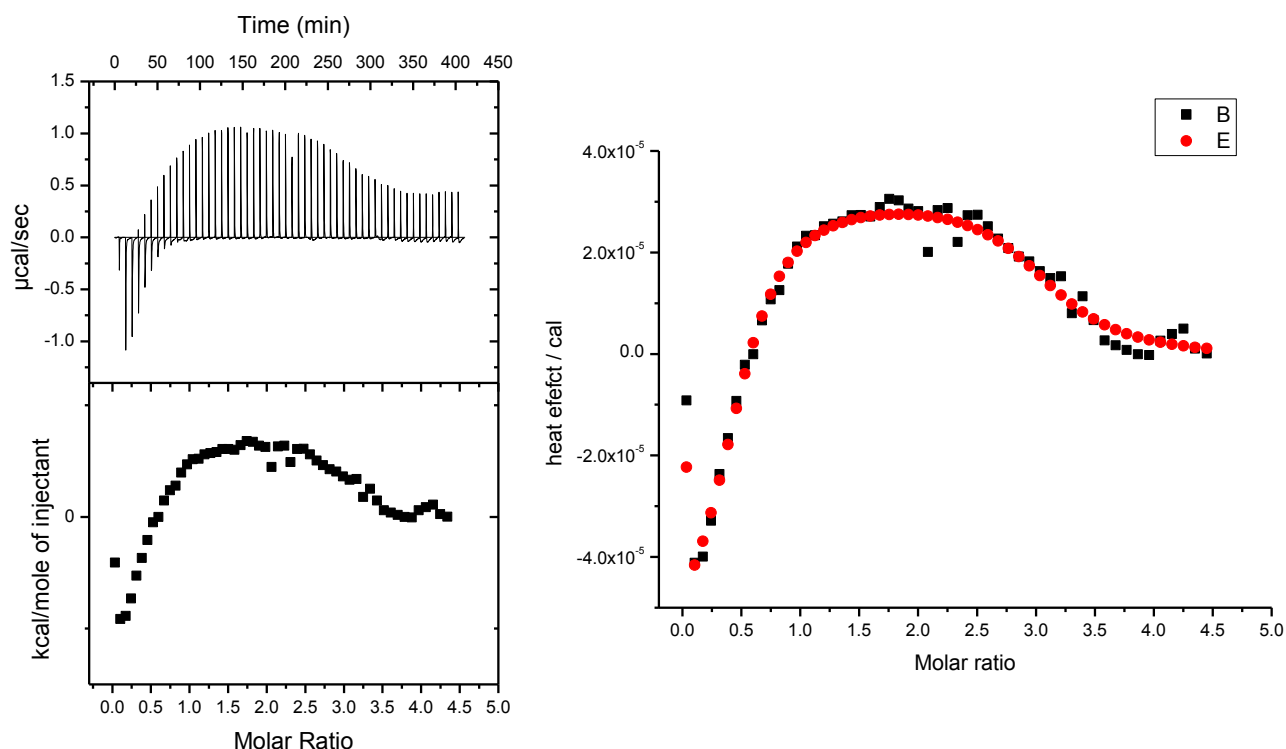 Time (min)
0 50 100 150 200 250 300 350 400 450
1.5
1.0
0.5
0.0
-0.5
-1.0
µcal/sec
0
kcal/mole of injectant
0.0 0.5 1.0 1.5 2.0 2.5 3.0 3.5 4.0 4.5 5.0
Molar Ratio
B
E
4.0x10⁻⁵
2.0x10⁻⁵
0.0
-2.0x10⁻⁵
-4.0x10⁻⁵
heat efefct / cal
0.0 0.5 1.0 1.5 2.0 2.5 3.0 3.5 4.0 4.5 5.0
Molar ratio